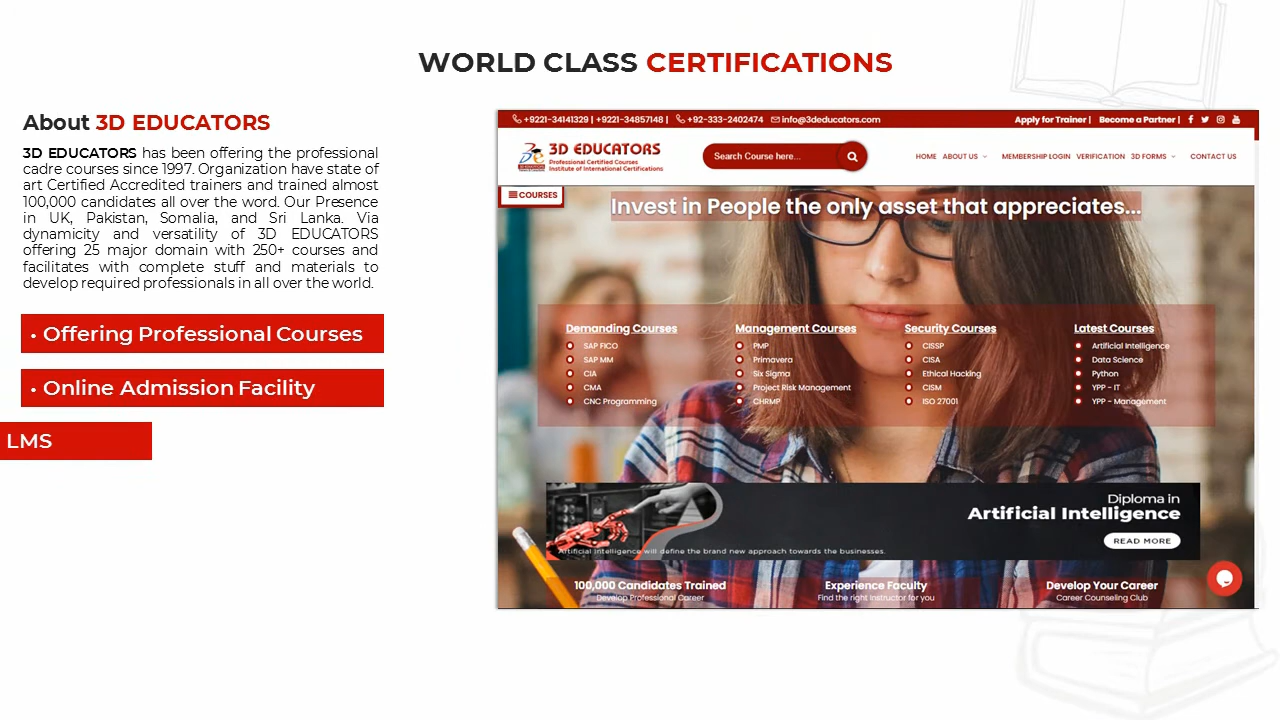 WORLD CLASS CERTIFICATIONS
About 3D EDUCATORS
3D EDUCATORS has been offering the professional
cadre courses since 1997. Organization have state of
art Certified Accredited trainers and trained almost
100,000 candidates all over the word. Our Presence
in UK, Pakistan, Somalia, and Sri Lanka. Via
dynamicity and versatility of 3D EDUCATORS
offering 25 major domain with 250+ courses and
facilitates with complete stuff and materials to
develop required professionals in all over the world.
• Offering Professional Courses
• Online Admission Facility
LMS
+9221-34141329 | +9221-34857148 | +92-333-2402474 info@3deducators.com Apply for Trainer | Become a Partner |
3D EDUCATORS
Professional Certified Courses
Institute of International Certifications
Search Course here...
HOME ABOUT US MEMBERSHIP LOGIN VERIFICATION 3D FORMS CONTACT US
COURSES
Invest in People the only asset that appreciates...
Demanding Courses
SAP FICO
SAP MM
CIA
CMA
CNC Programming
Management Courses
PMP
Primavera
Six Sigma
Project Risk Management
CHRMP
Security Courses
CISSP
CISA
Ethical Hacking
CISM
ISO 27001
Latest Courses
Artificial Intelligence
Data Science
Python
YPP - IT
YPP - Management
Diploma in
Artificial Intelligence
READ MORE
Artificial Intelligence will define the brand new approach towards the businesses.
100,000 Candidates Trained
Develop Professional Career
Experience Faculty
Find the right instructor for you
Develop Your Career
Career Counseling Club